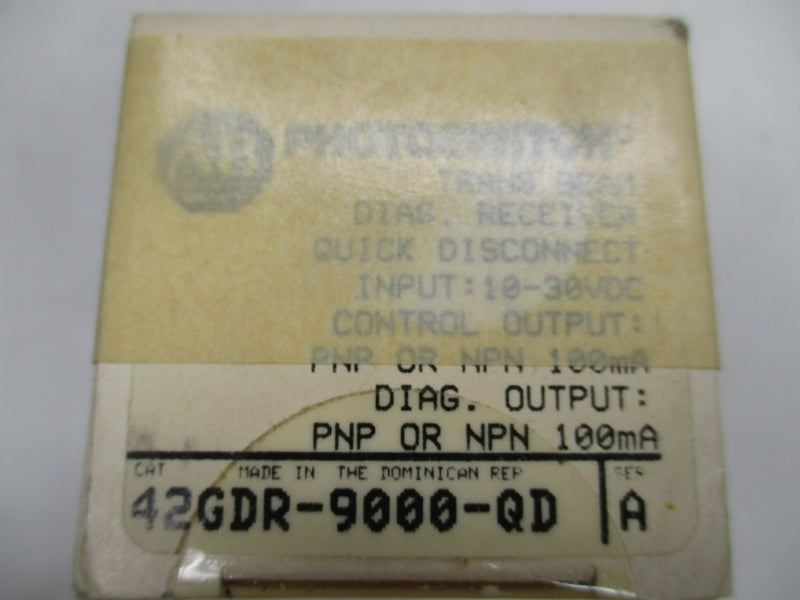 AB PHOTOSWITCH
TRANS BEAM
DIAG. RECEIVER
QUICK DISCONNECT
INPUT:10-30VDC
CONTROL OUTPUT:
PNP OR NPN 100mA
DIAG. OUTPUT:
PNP OR NPN 100mA
CAT MADE IN THE DOMINICAN REP SER
42GDR-9000-QD A